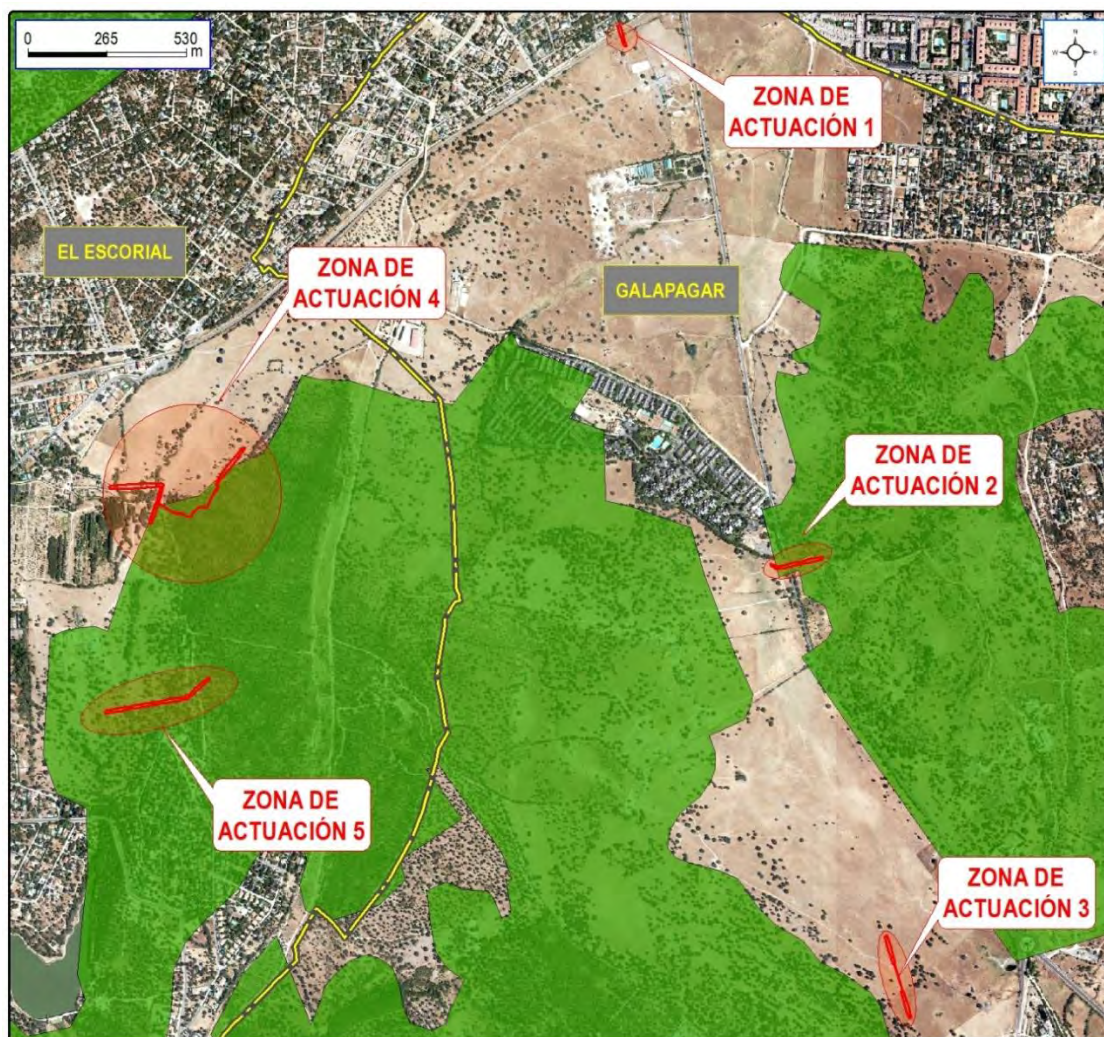 0 265 530
m
N
W E
S
ZONA DE
ACTUACIÓN 1
EL ESCORIAL
ZONA DE
ACTUACIÓN 4
GALAPAGAR
ZONA DE
ACTUACIÓN 2
ZONA DE
ACTUACIÓN 5
ZONA DE
ACTUACIÓN 3